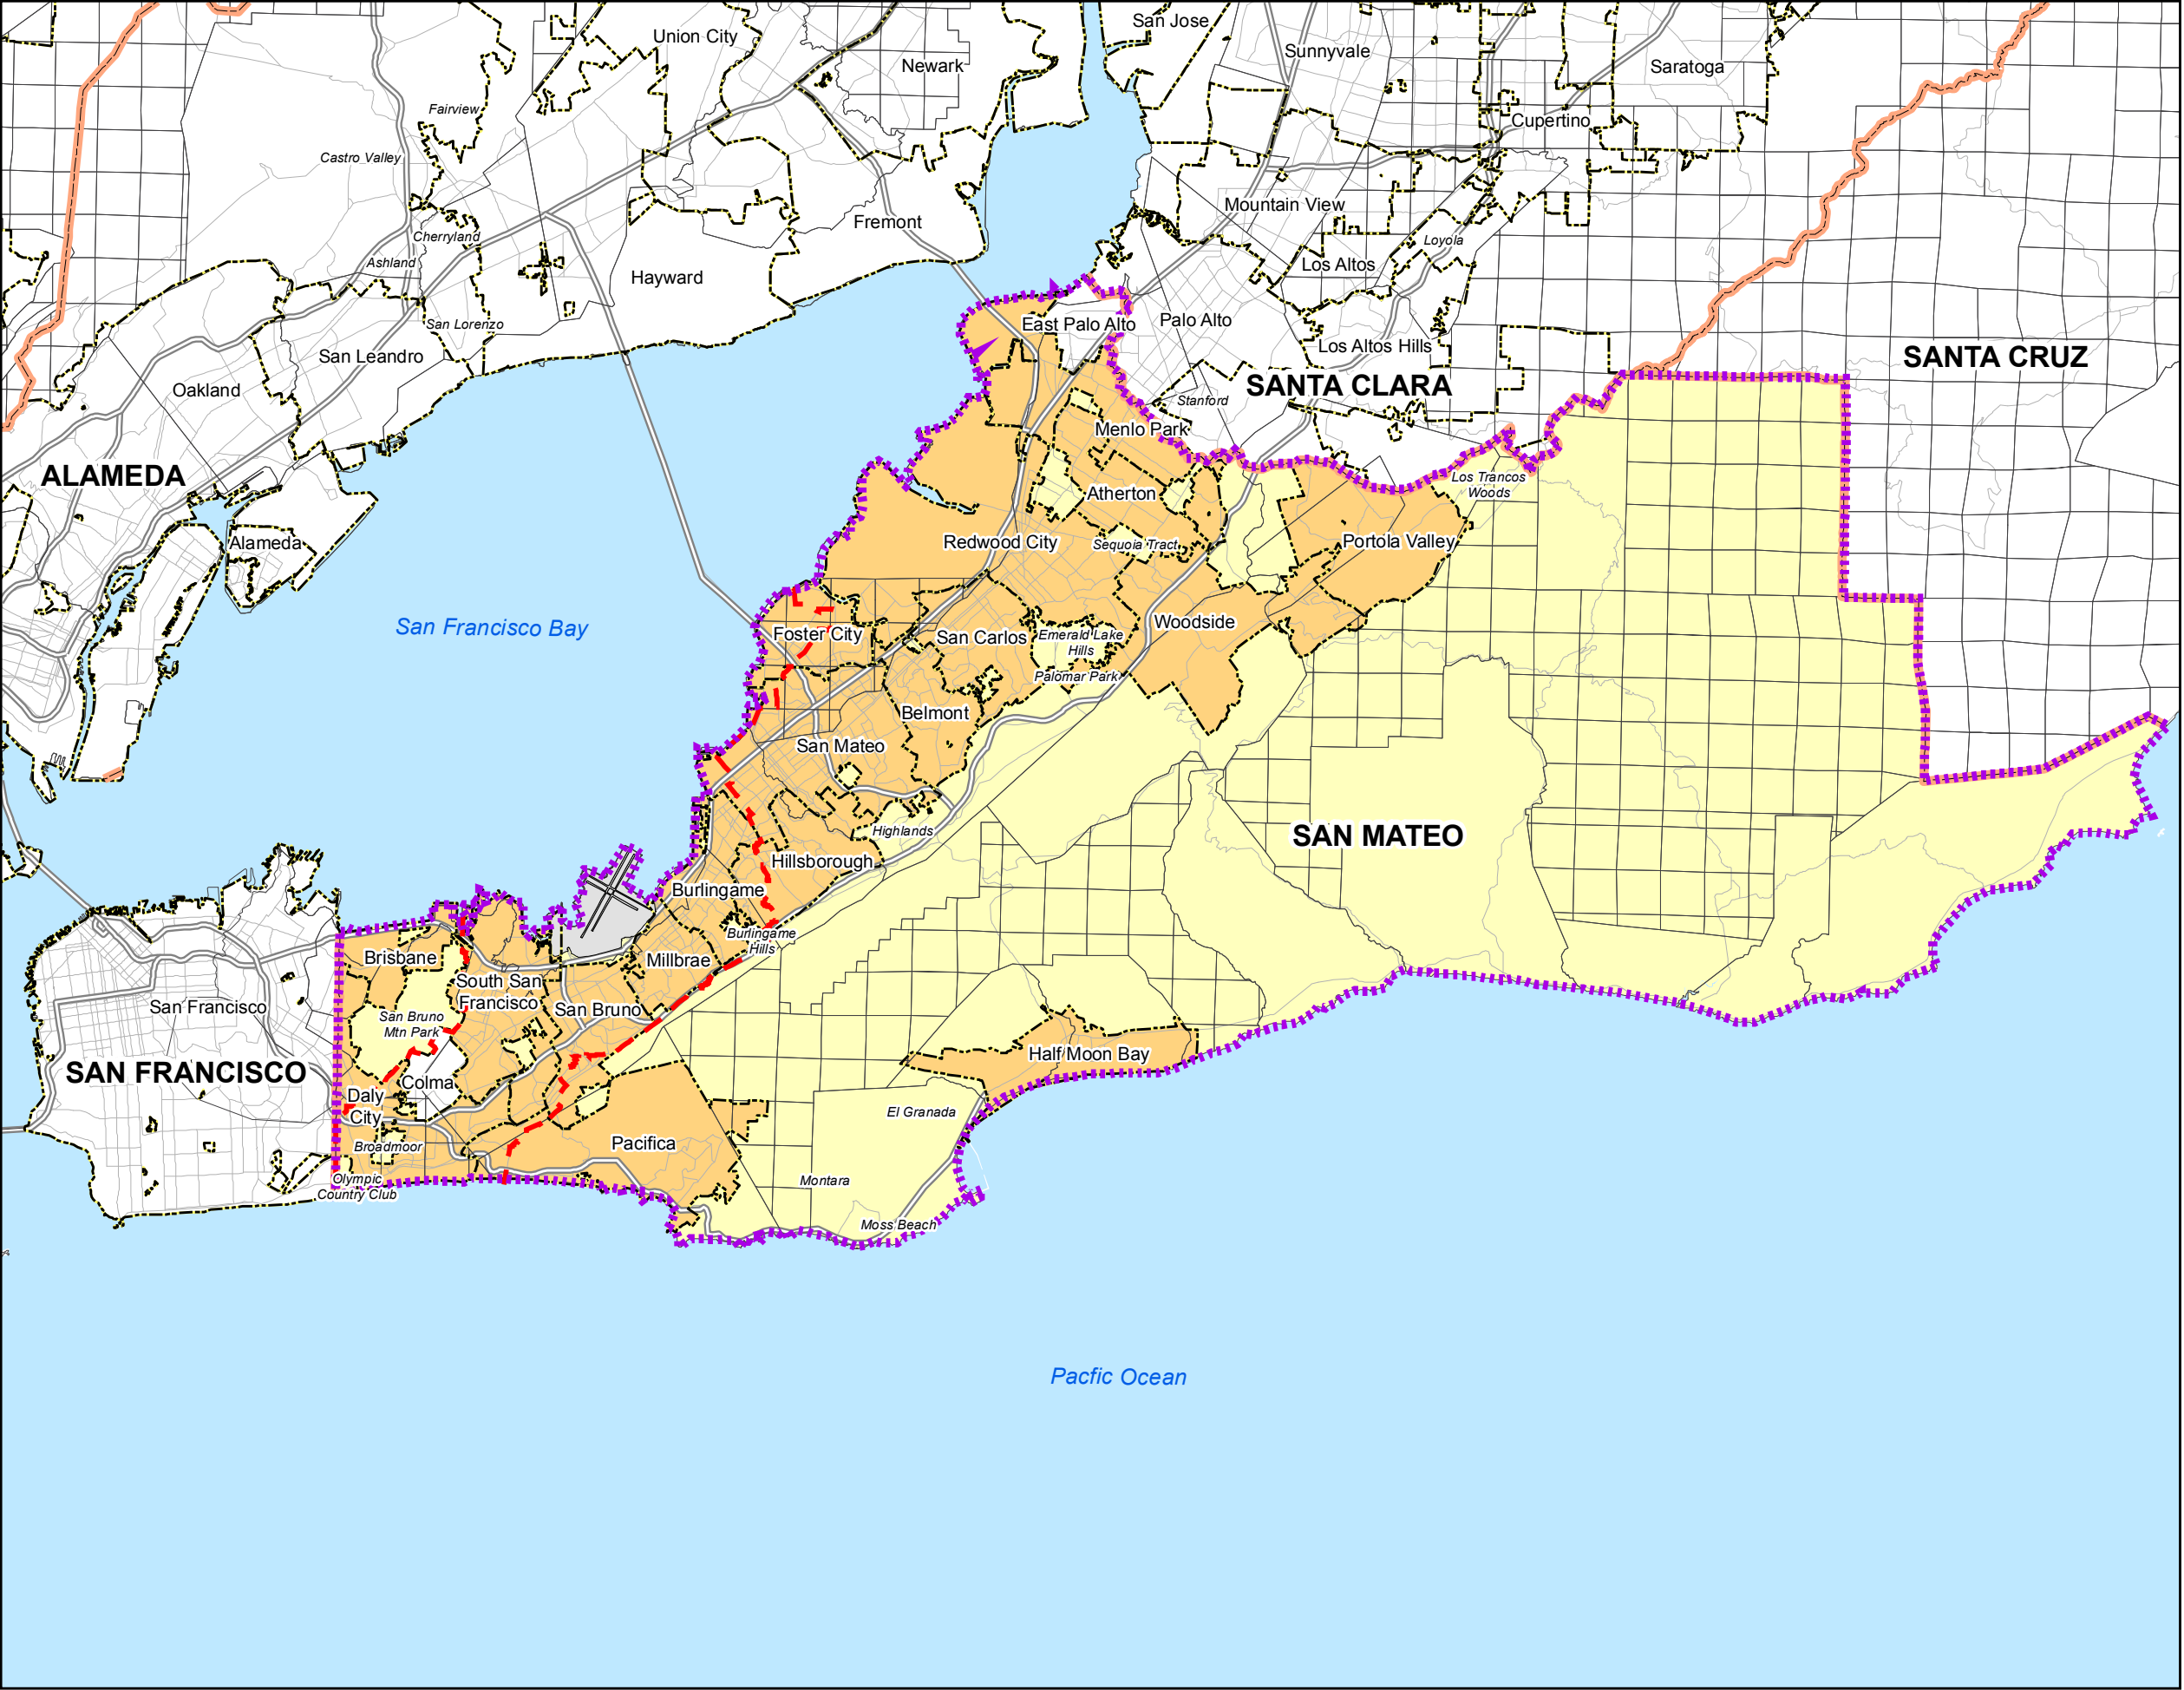 San Jose
Union City
Sunnyvale
Newark
Saratoga
Fairview
Cupertino
Castro Valley
Mountain View
Fremont
Cherryland
Loyola
Ashland
Los Altos
Hayward
San Lorenzo
East Palo Alto
Palo Alto
San Leandro
Los Altos Hills
SANTA CRUZ
Oakland
SANTA CLARA
Stanford
Menlo Park
ALAMEDA
Los Trancos
Woods
Atherton
Alameda
Redwood City
Sequoia Tract
Portola Valley
San Francisco Bay
Foster City
San Carlos
Emerald Lake
Hills
Woodside
Palomar Park
Belmont
San Mateo
Highlands
SAN MATEO
Hillsborough
Burlingame
Burlingame
Hills
Brisbane
Millbrae
South San
Francisco
San Francisco
San Bruno
San Bruno
Mtn Park
Half Moon Bay
SAN FRANCISCO
Colma
Daly
City
El Granada
Broadmoor
Pacifica
Olympic
Country Club
Montara
Moss Beach
Pacfic Ocean